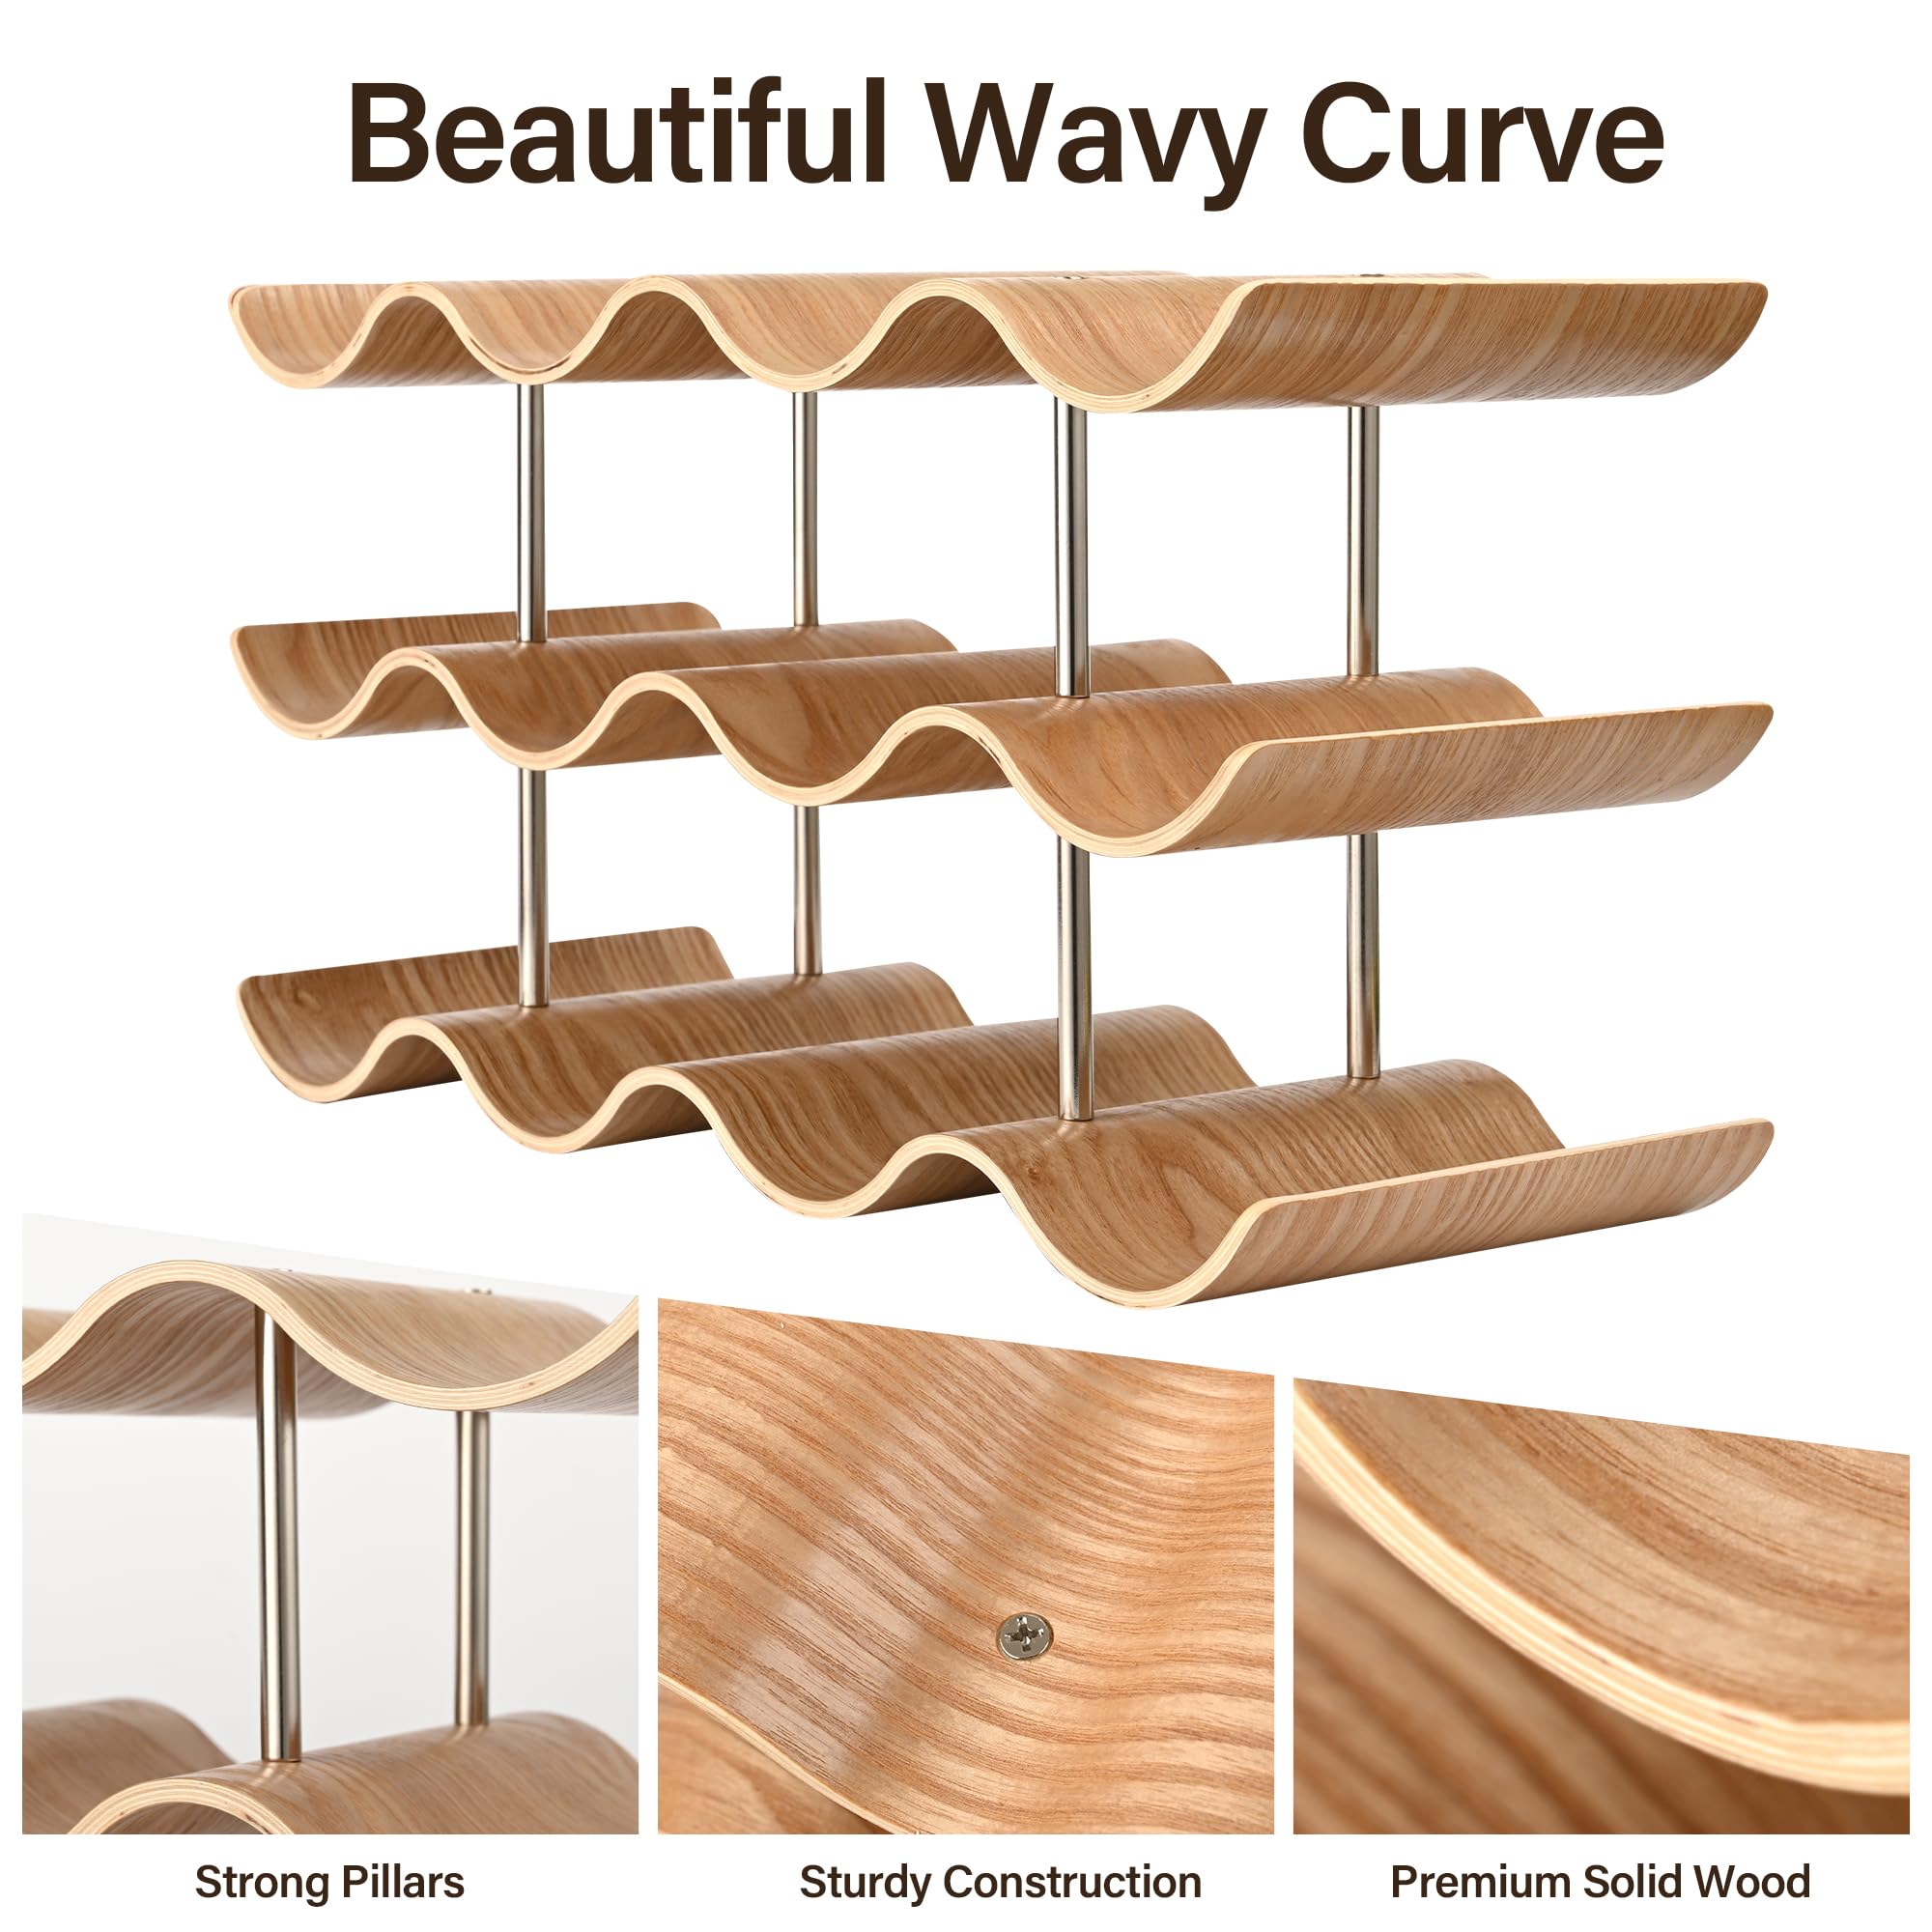 Beautiful Wavy Curve
Strong Pillars
Sturdy Construction
Premium Solid Wood